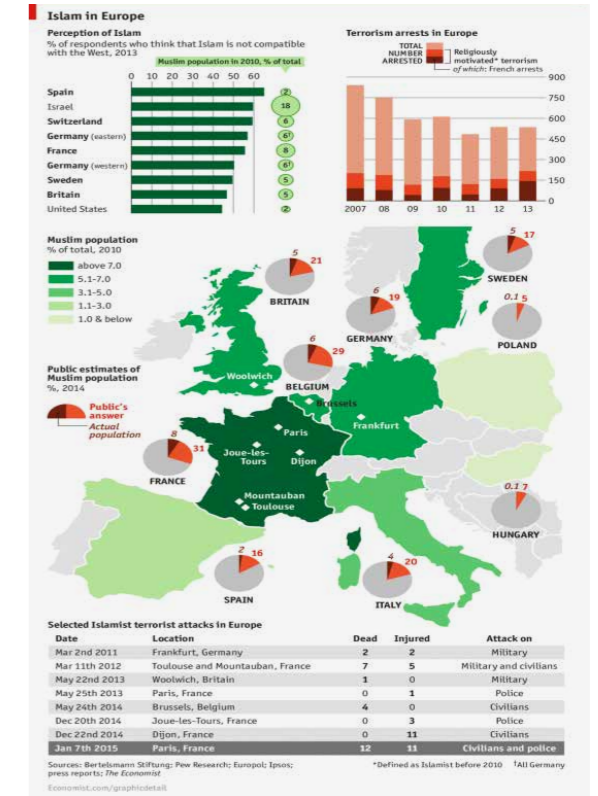 Islam in Europe
Perception of Islam
% of respondents who think that Islam is not compatible
with the West, 2013
Muslim population in 2010, % of total
0 10 20 30 40 50 60
Spain 2
Israel 18
Switzerland 6
Germany (eastern) 6†
France 8
Germany (western) 6†
Sweden 5
Britain 5
United States 2
Terrorism arrests in Europe
TOTAL
NUMBER
ARRESTED
Religiously
motivated* terrorism
of which: French arrests
900
750
600
450
300
150
0
2007 08 09 10 11 12 13
Muslim population
% of total, 2010
above 7.0
5.1-7.0
3.1-5.0
1.1-3.0
1.0 & below
Public estimates of
Muslim population
%, 2014
Public's
answer
Actual
population
5 21
BRITAIN
6 19
GERMANY
5 17
SWEDEN
0.1 5
POLAND
6 29
BELGIUM
8 31
FRANCE
0.1 7
HUNGARY
2 16
SPAIN
4 20
ITALY
Woolwich
Brussels
Frankfurt
Paris
Joue-les-
Tours
Dijon
Mountauban
Toulouse
Selected Islamist terrorist attacks in Europe
Date Location Dead Injured Attack on
Mar 2nd 2011 Frankfurt, Germany 2 2 Military
Mar 11th 2012 Toulouse and Mountauban, France 7 5 Military and civilians
May 22nd 2013 Woolwich, Britain 1 0 Military
May 25th 2013 Paris, France 0 1 Police
May 24th 2014 Brussels, Belgium 4 0 Civilians
Dec 20th 2014 Joue-les-Tours, France 0 3 Police
Dec 22nd 2014 Dijon, France 0 11 Civilians
Jan 7th 2015 Paris, France 12 11 Civilians and police
Sources: Bertelsmann Stiftung; Pew Research; Europol; Ipsos;
press reports; The Economist
*Defined as Islamist before 2010 †All Germany
Economist.com/graphicdetail